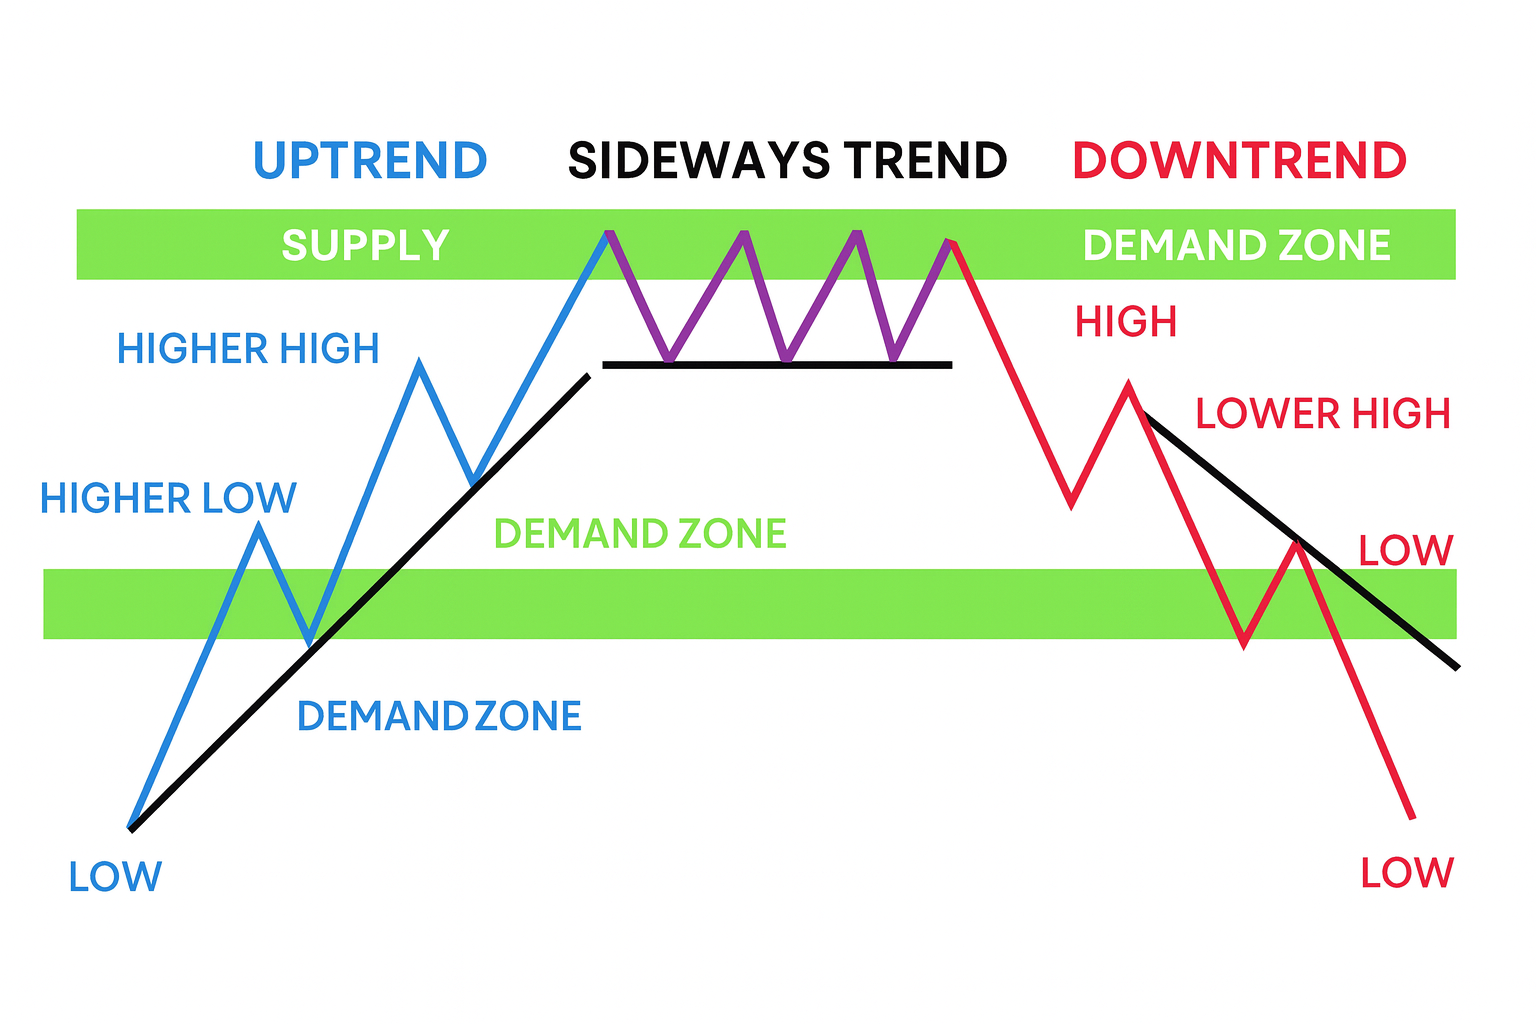 UPTREND
SIDEWAYS TREND
DOWNTREND
SUPPLY
DEMAND ZONE
HIGH
HIGHER HIGH
LOWER HIGH
HIGHER LOW
DEMAND ZONE
LOW
DEMAND ZONE
LOW
LOW